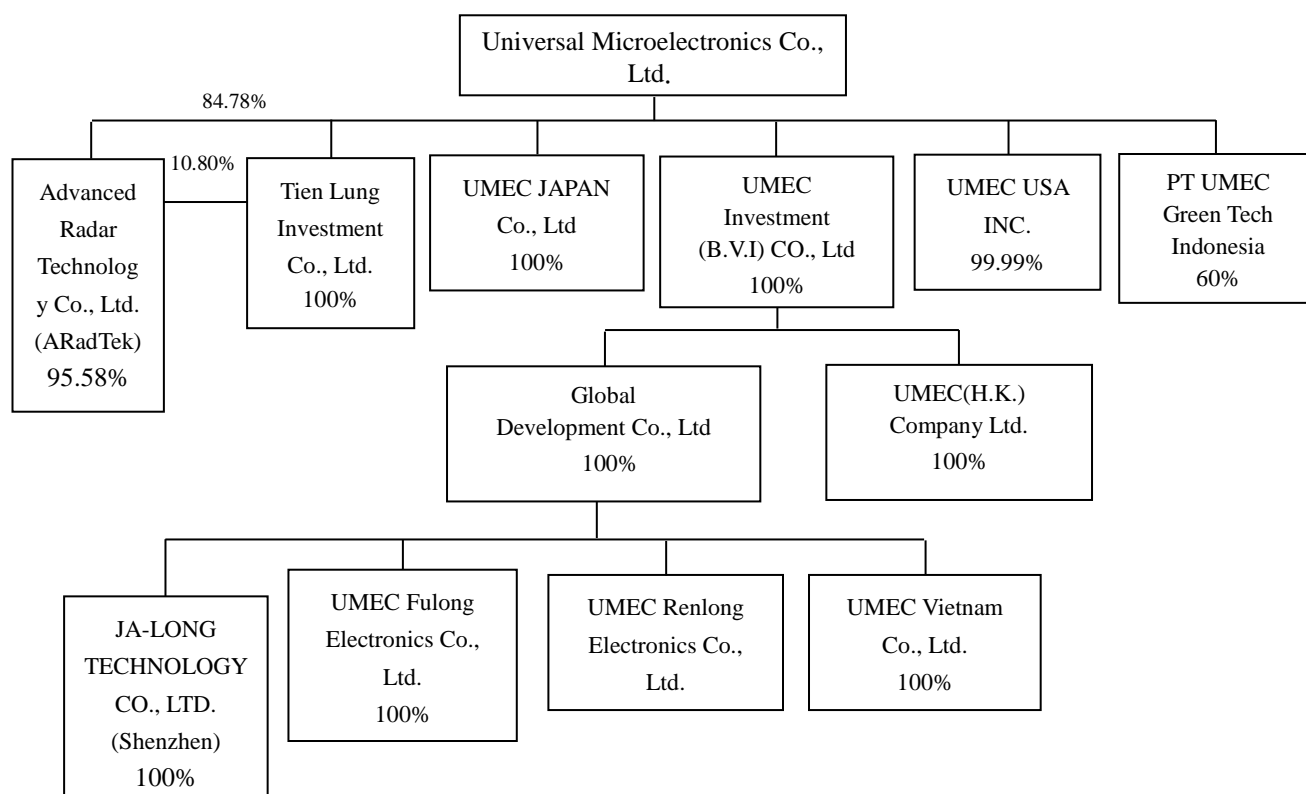 Universal Microelectronics Co.,
Ltd.
84.78%
10.80%
Advanced
Radar
Technolog
y Co., Ltd.
(ARadTek)
95.58%
Tien Lung
Investment
Co., Ltd.
100%
UMEC JAPAN
Co., Ltd
100%
UMEC
Investment
(B.V.I) CO., Ltd
100%
UMEC USA
INC.
99.99%
PT UMEC
Green Tech
Indonesia
60%
Global
Development Co., Ltd
100%
UMEC(H.K.)
Company Ltd.
100%
JA-LONG
TECHNOLOGY
CO., LTD.
(Shenzhen)
100%
UMEC Fulong
Electronics Co.,
Ltd.
100%
UMEC Renlong
Electronics Co.,
Ltd.
UMEC Vietnam
Co., Ltd.
100%